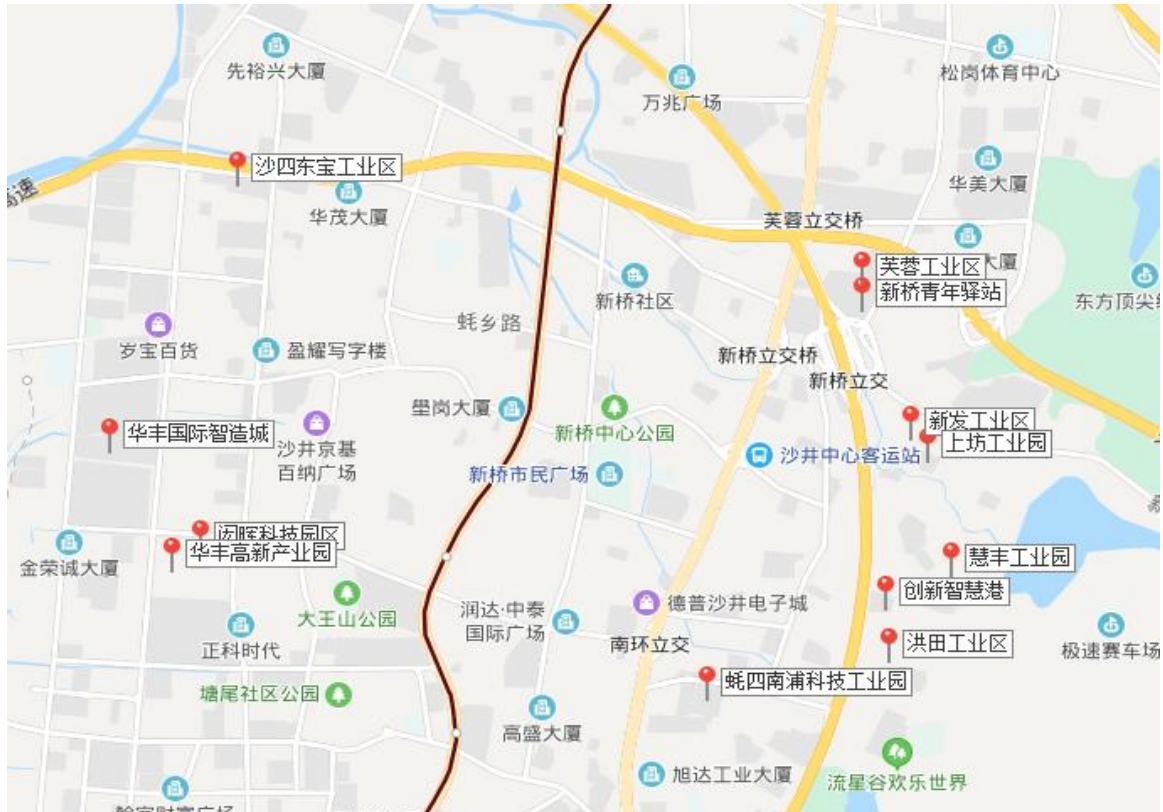 先裕兴大厦
万兆广场
松岗体育中心
沙四东宝工业区
华茂大厦
华美大厦
高速
芙蓉立交桥
芙蓉工业区
大厦
新桥青年驿站
新桥社区
蚝乡路
岁宝百货
盈耀写字楼
新桥立交桥
新桥立交
垦岗大厦
华丰国际智造城
沙井京基
百纳广场
新桥中心公园
新发工业区
上坊工业园
沙井中心客运站
新桥市民广场
闳晖科技园区
华丰高新产业园
金荣诚大厦
慧丰工业园
创新智慧港
大王山公园
润达·中泰
国际广场
德普沙井电子城
正科时代
南环立交
洪田工业区
极速赛车场
塘尾社区公园
蚝四南浦科技工业园
高盛大厦
旭达工业大厦
流星谷欢乐世界